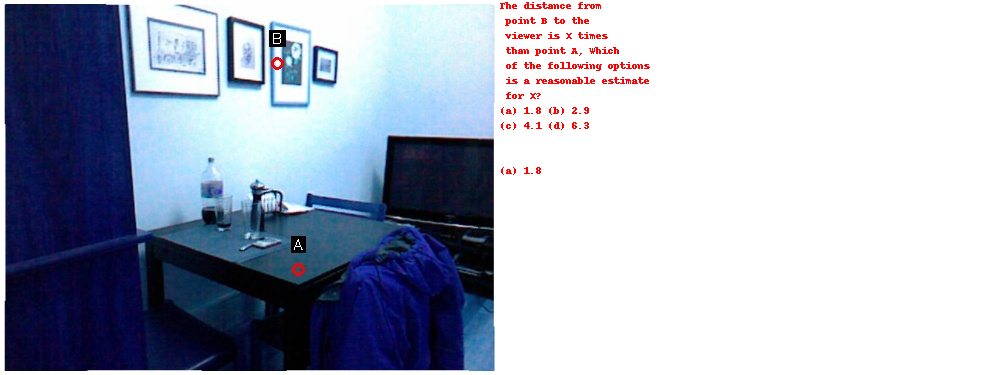 B
A
The distance from
point B to the
viewer is X times
than point A, Which
of the following options
is a reasonable estimate
for X?
(a) 1.8 (b) 2.9
(c) 4.1 (d) 6.3
(a) 1.8